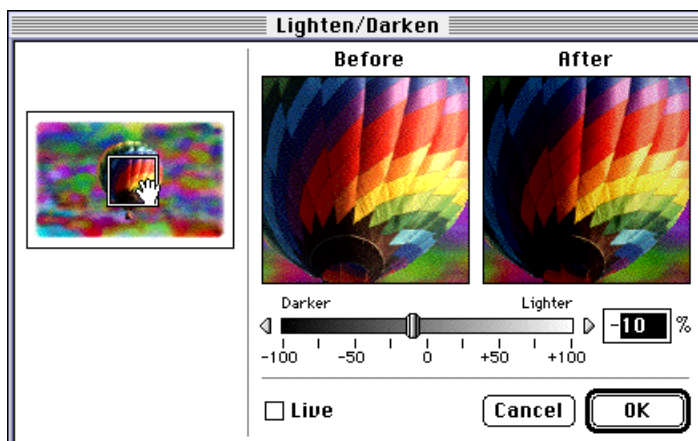 Lighten/Darken
Before After
Darker Lighter
-10 %
-100 -50 0 +50 +100
Live Cancel OK